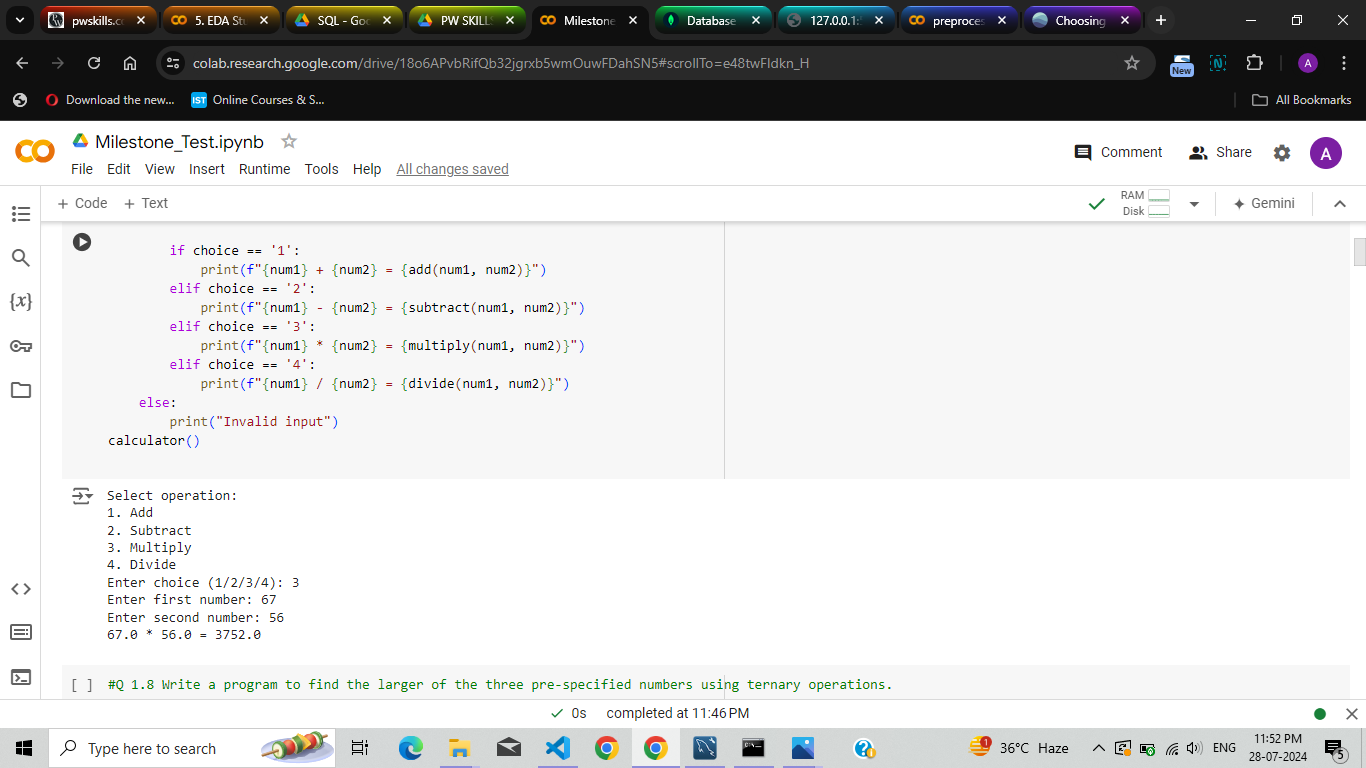 pwskills.c
5. EDA Stu
SQL - Goo
PW SKILL
Milestone
Database
127.0.0.1:
preproces
Choosing
colab.research.google.com/drive/18o6APvbRifQb32jgrxb5wmOuwFDahSN5#scrollTo=e48twFIdkn_H
New
A
Download the new...
IST
Online Courses & S...
All Bookmarks
Milestone_Test.ipynb
Comment
Share
A
File Edit View Insert Runtime Tools Help All changes saved
+ Code + Text
RAM
Disk
Gemini
{x}
if choice == '1':
print(f"{num1} + {num2} = {add(num1, num2)}")
elif choice == '2':
print(f"{num1} - {num2} = {subtract(num1, num2)}")
elif choice == '3':
print(f"{num1} * {num2} = {multiply(num1, num2)}")
elif choice == '4':
print(f"{num1} / {num2} = {divide(num1, num2)}")
else:
print("Invalid input")
calculator()
Select operation:
1. Add
2. Subtract
3. Multiply
4. Divide
Enter choice (1/2/3/4): 3
Enter first number: 67
Enter second number: 56
67.0 * 56.0 = 3752.0
[ ] #Q 1.8 Write a program to find the larger of the three pre-specified numbers using ternary operations.
0s completed at 11:46 PM
Type here to search
1
36°C Haze
ENG
11:52 PM
28-07-2024
5